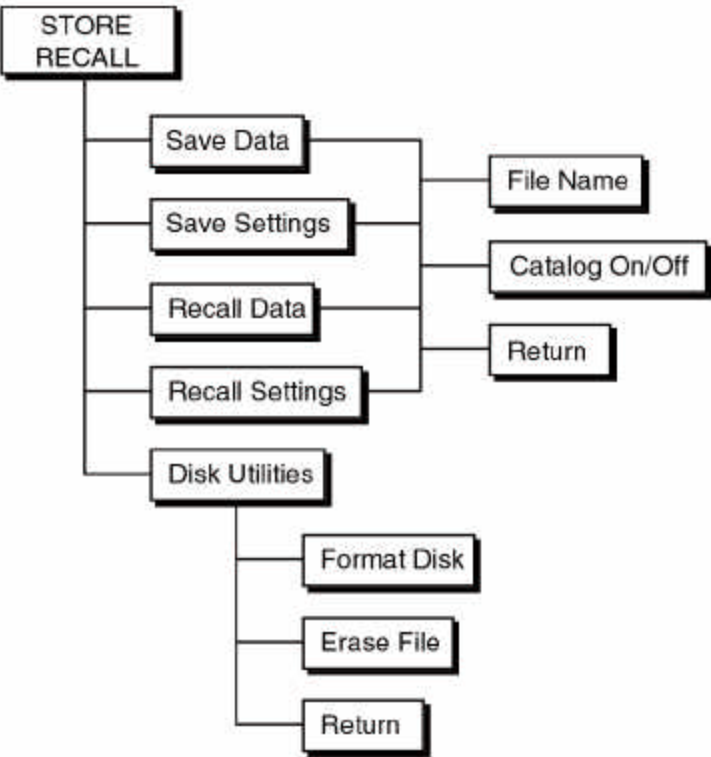 STORE
RECALL
Save Data
Save Settings
Recall Data
Recall Settings
Disk Utilities
File Name
Catalog On/Off
Return
Format Disk
Erase File
Return